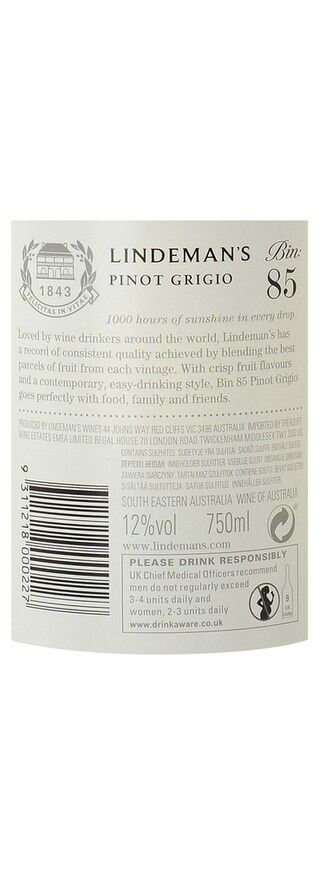 LINDEMAN'S Bin:
PINOT GRIGIO 85
1843
FELICITAS IN VITAE
1000 hours of sunshine in every drop
Loved by wine drinkers around the world, Lindeman's has
a record of consistent quality achieved by blending the best
parcels of fruit from each vintage. With crisp fruit flavours
and a contemporary, easy-drinking style, Bin 85 Pinot Grigio
goes perfectly with food, family and friends.
PRODUCED BY LINDEMAN'S WINES 44 JOHNS WAY RED CLIFFS VIC 3496 AUSTRALIA IMPORTED BY TREASURY
WINE ESTATES EMEA LIMITED REGAL HOUSE 70 LONDON ROAD TWICKENHAM MIDDLESEX TW1
CONTAINS SULPHITES
INNEHÅLLER SULFITER
SOUTH EASTERN AUSTRALIA WINE OF AUSTRALIA
12%vol 750ml
www.lindemans.com
PLEASE DRINK RESPONSIBLY
UK Chief Medical Officers recommend
men do not regularly exceed
3-4 units daily and
women, 2-3 units daily
www.drinkaware.co.uk
9
UK
9 311218 000227